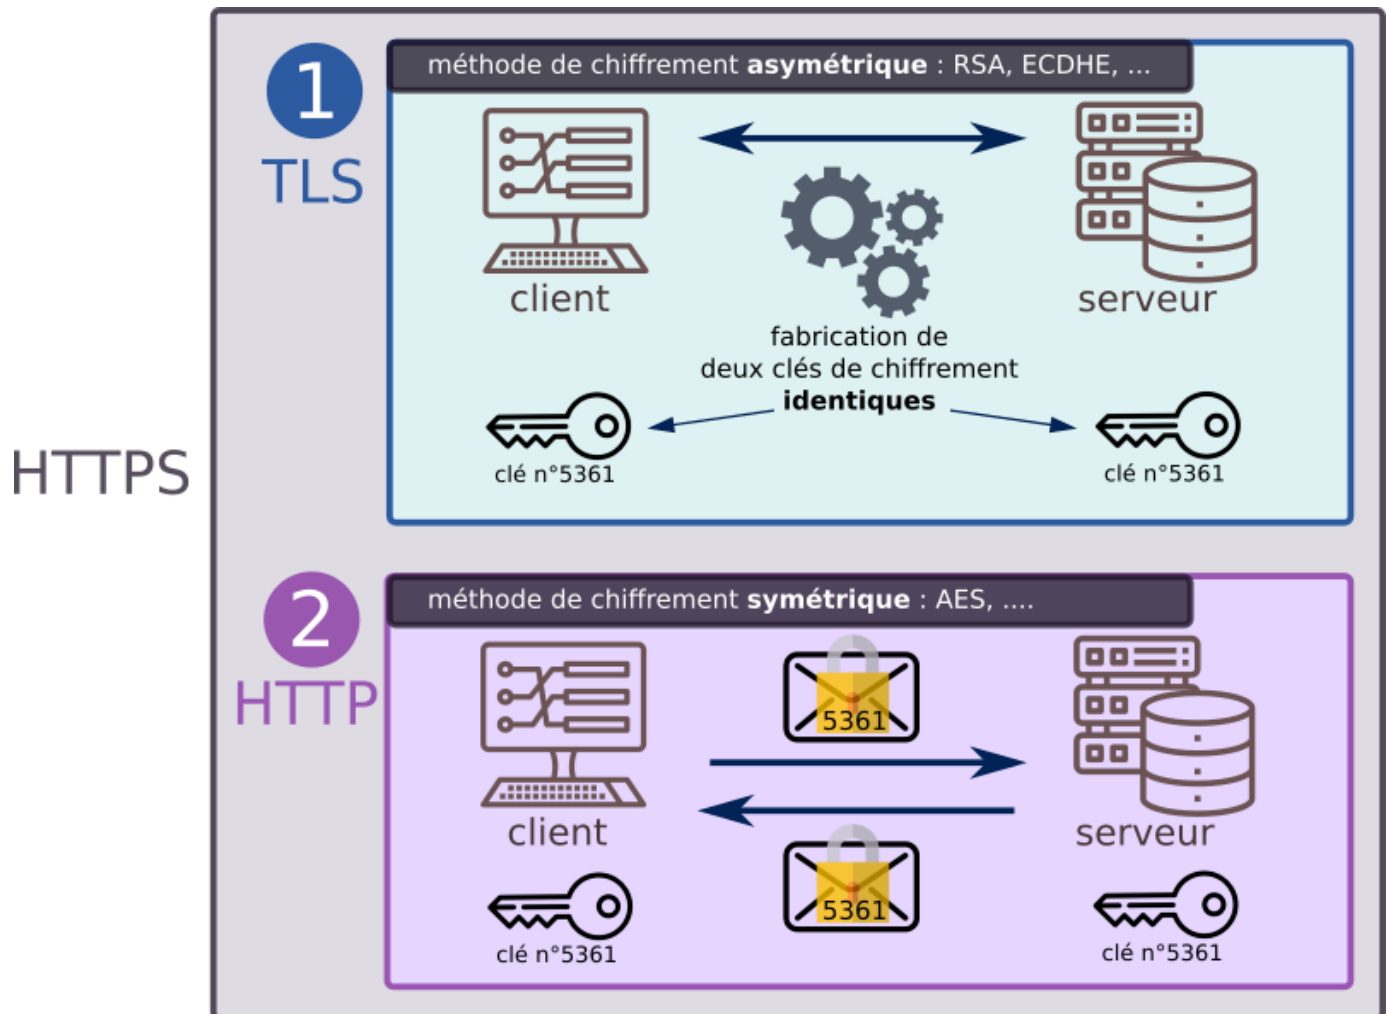 HTTPS
1
TLS
méthode de chiffrement asymétrique : RSA, ECDHE, ...
client
serveur
fabrication de
deux clés de chiffrement
identiques
clé n°5361
clé n°5361
2
HTTP
méthode de chiffrement symétrique : AES, ....
5361
client
serveur
5361
clé n°5361
clé n°5361